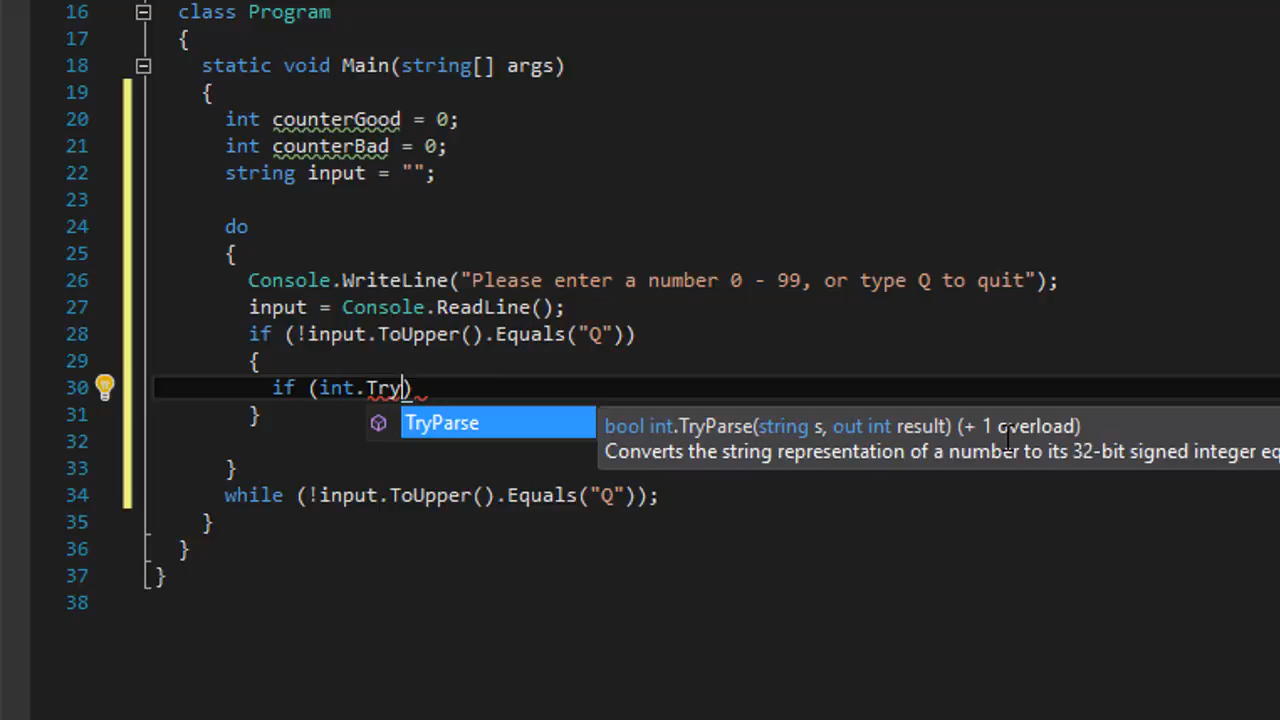 16 class Program
17 {
18 static void Main(string[] args)
19 {
20 int counterGood = 0;
21 int counterBad = 0;
22 string input = "";
23
24 do
25 {
26 Console.WriteLine("Please enter a number 0 - 99, or type Q to quit");
27 input = Console.ReadLine();
28 if (!input.ToUpper().Equals("Q"))
29 {
30 if (int.Try)
TryParse
bool int.TryParse(string s, out int result) (+ 1 overload)
Converts the string representation of a number to its 32-bit signed integer eq
31 }
32
33 }
34 while (!input.ToUpper().Equals("Q"));
35 }
36 }
37 }
38